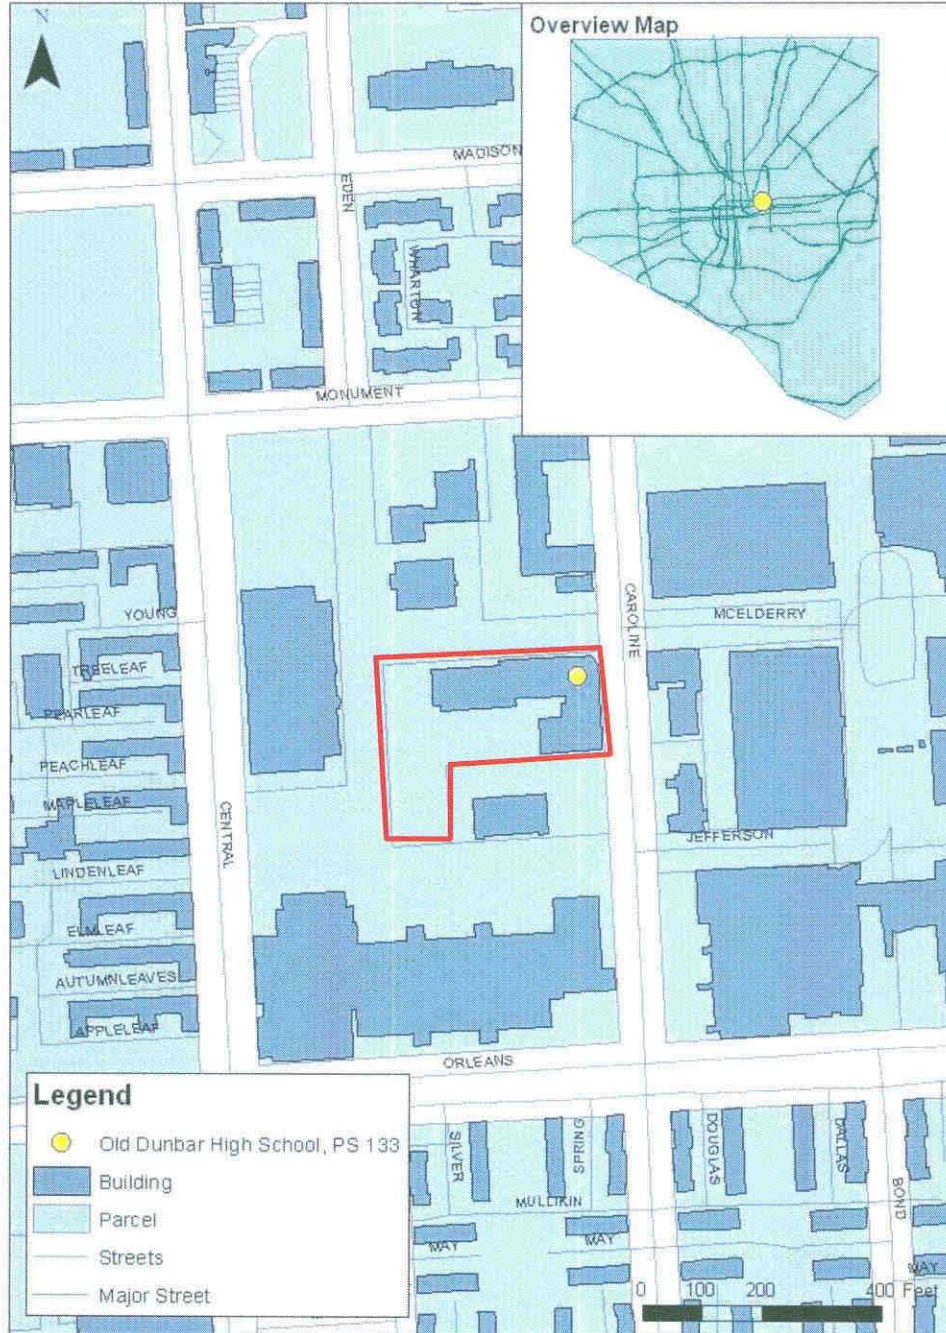 N
Overview Map
MADISON
EDEN
WHARTON
MONUMENT
CAROLINE
YOUNG
MCELDERRY
TREELEAF
PEARLEAF
PEACHLEAF
MAPLELEAF
CENTRAL
JEFFERSON
LINDENLEAF
ELMLEAF
AUTUMNLEAVES
APPLELEAF
ORLEANS
Legend
Old Dunbar High School, PS 133
Building
Parcel
Streets
Major Street
SILVER
SPRING
DOUGLAS
DALLAS
BOND
MULLIKIN
MAY
MAY
MAY
0 100 200 400 Feet